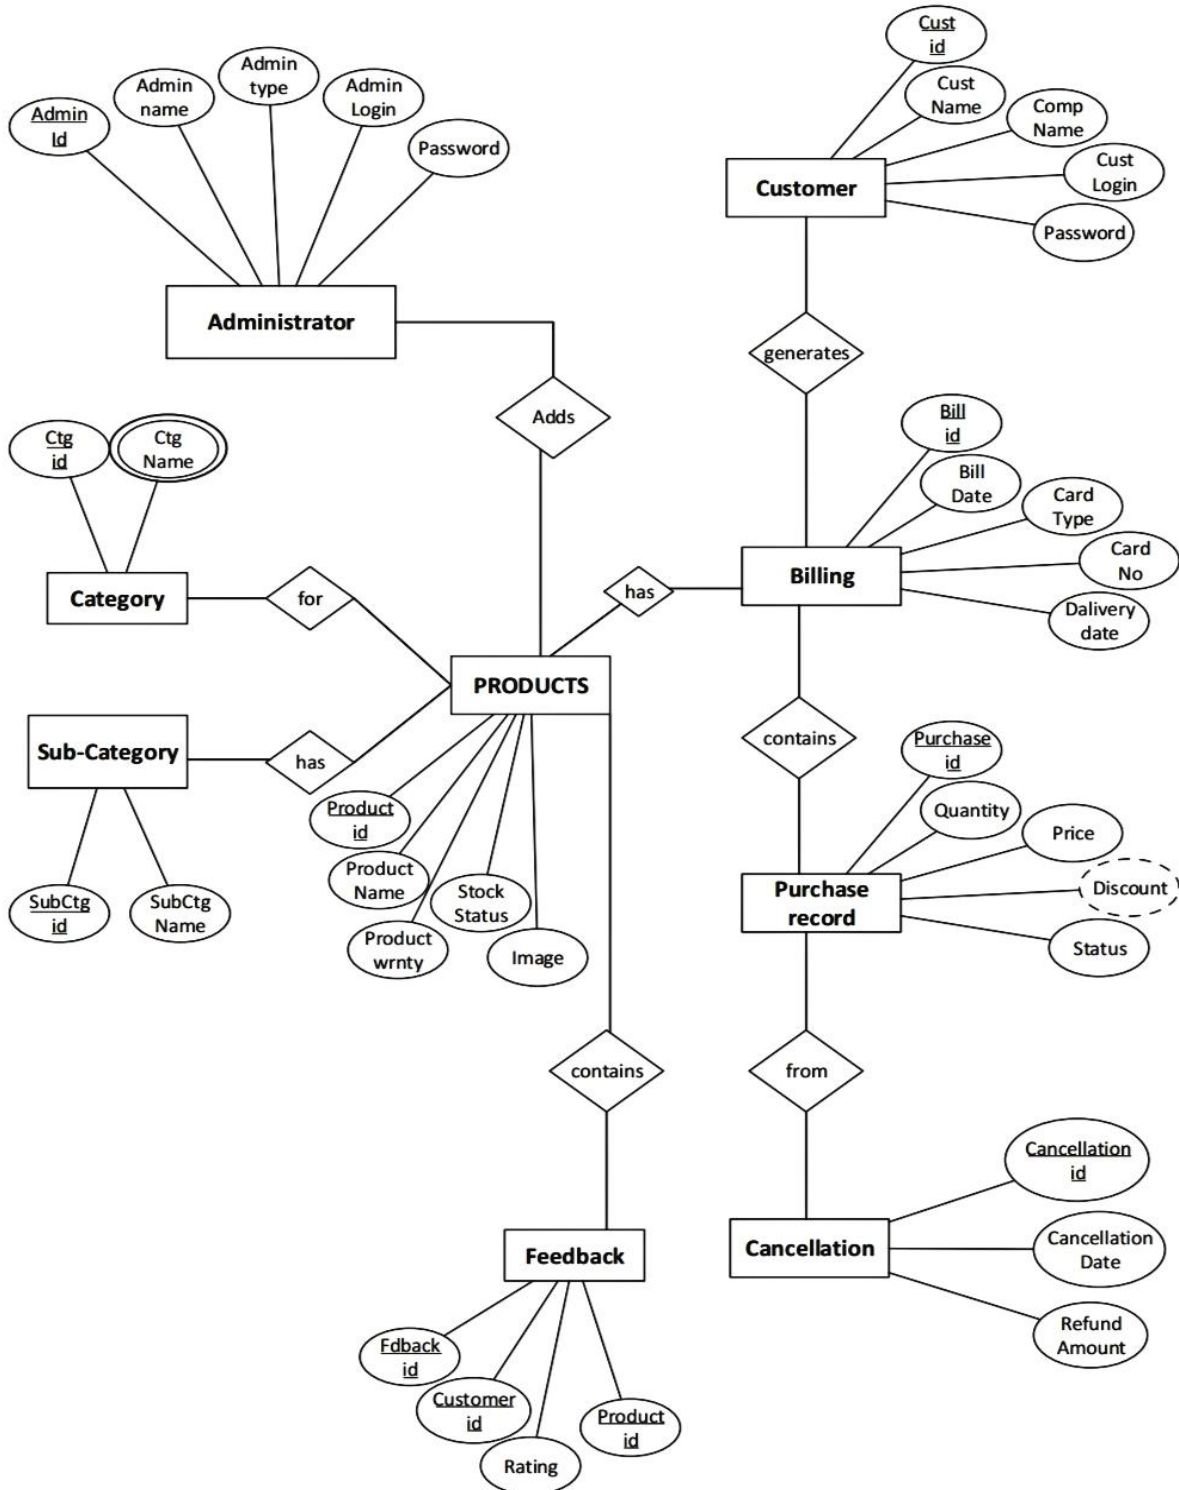 Cust
id
Admin
type
Admin
name
Admin
Login
Cust
Name
Admin
Id
Comp
Name
Password
Cust
Login
Customer
Password
Administrator
generates
Adds
Bill
id
Ctg
id
Ctg
Name
Bill
Date
Card
Type
Card
No
Billing
Category
for
has
Dalivery
date
PRODUCTS
Sub-Category
has
contains
Purchase
id
Product
id
Quantity
Price
Product
Name
Stock
Status
Purchase
record
Discount
SubCtg
id
SubCtg
Name
Product
wrnty
Image
Status
contains
from
Cancellation
id
Feedback
Cancellation
Cancellation
Date
Refund
Amount
Fdback
id
Customer
id
Product
id
Rating